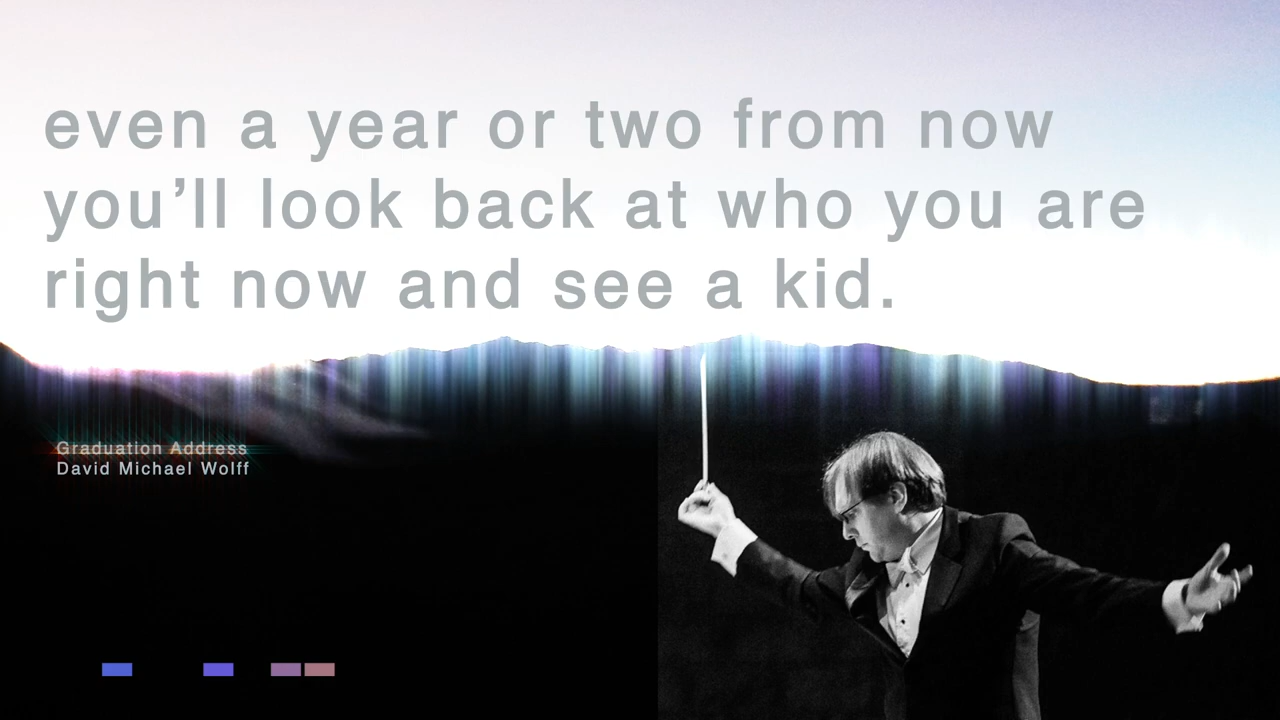 even a year or two from now
you’ll look back at who you are
right now and see a kid.
Graduation Address
David Michael Wolff